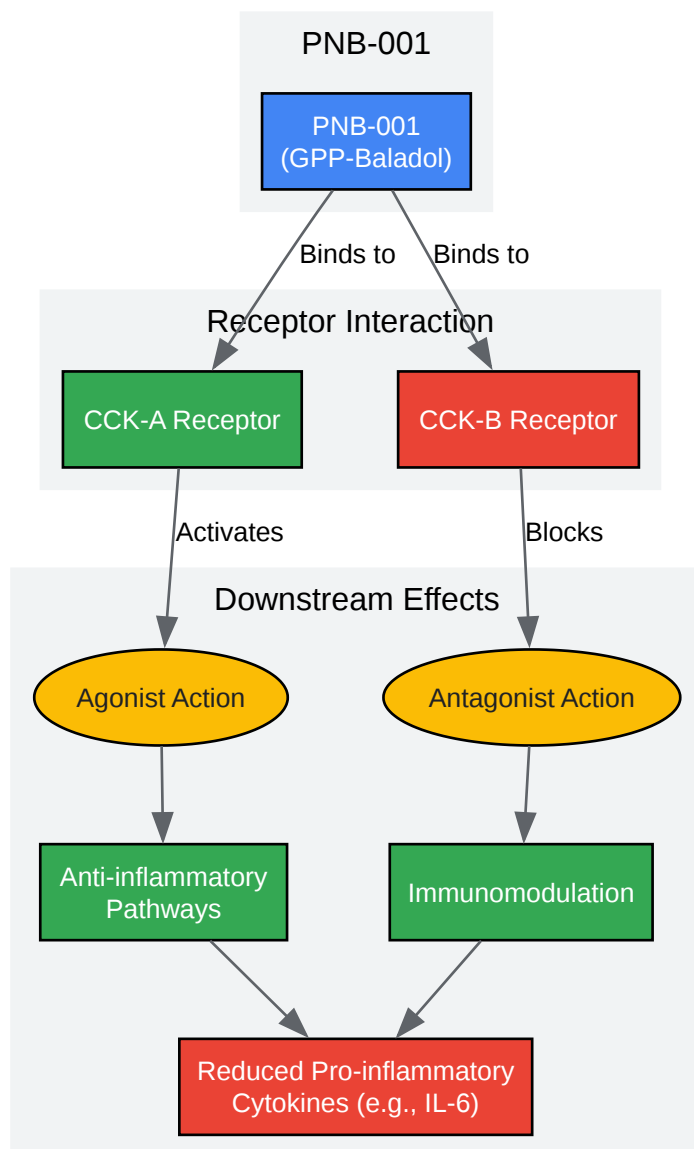 PNB-001
PNB-001
(GPP-Baladol)
Binds to
Binds to
Receptor Interaction
CCK-A Receptor
CCK-B Receptor
Activates
Blocks
Downstream Effects
Agonist Action
Antagonist Action
Anti-inflammatory
Pathways
Immunomodulation
Reduced Pro-inflammatory
Cytokines (e.g., IL-6)